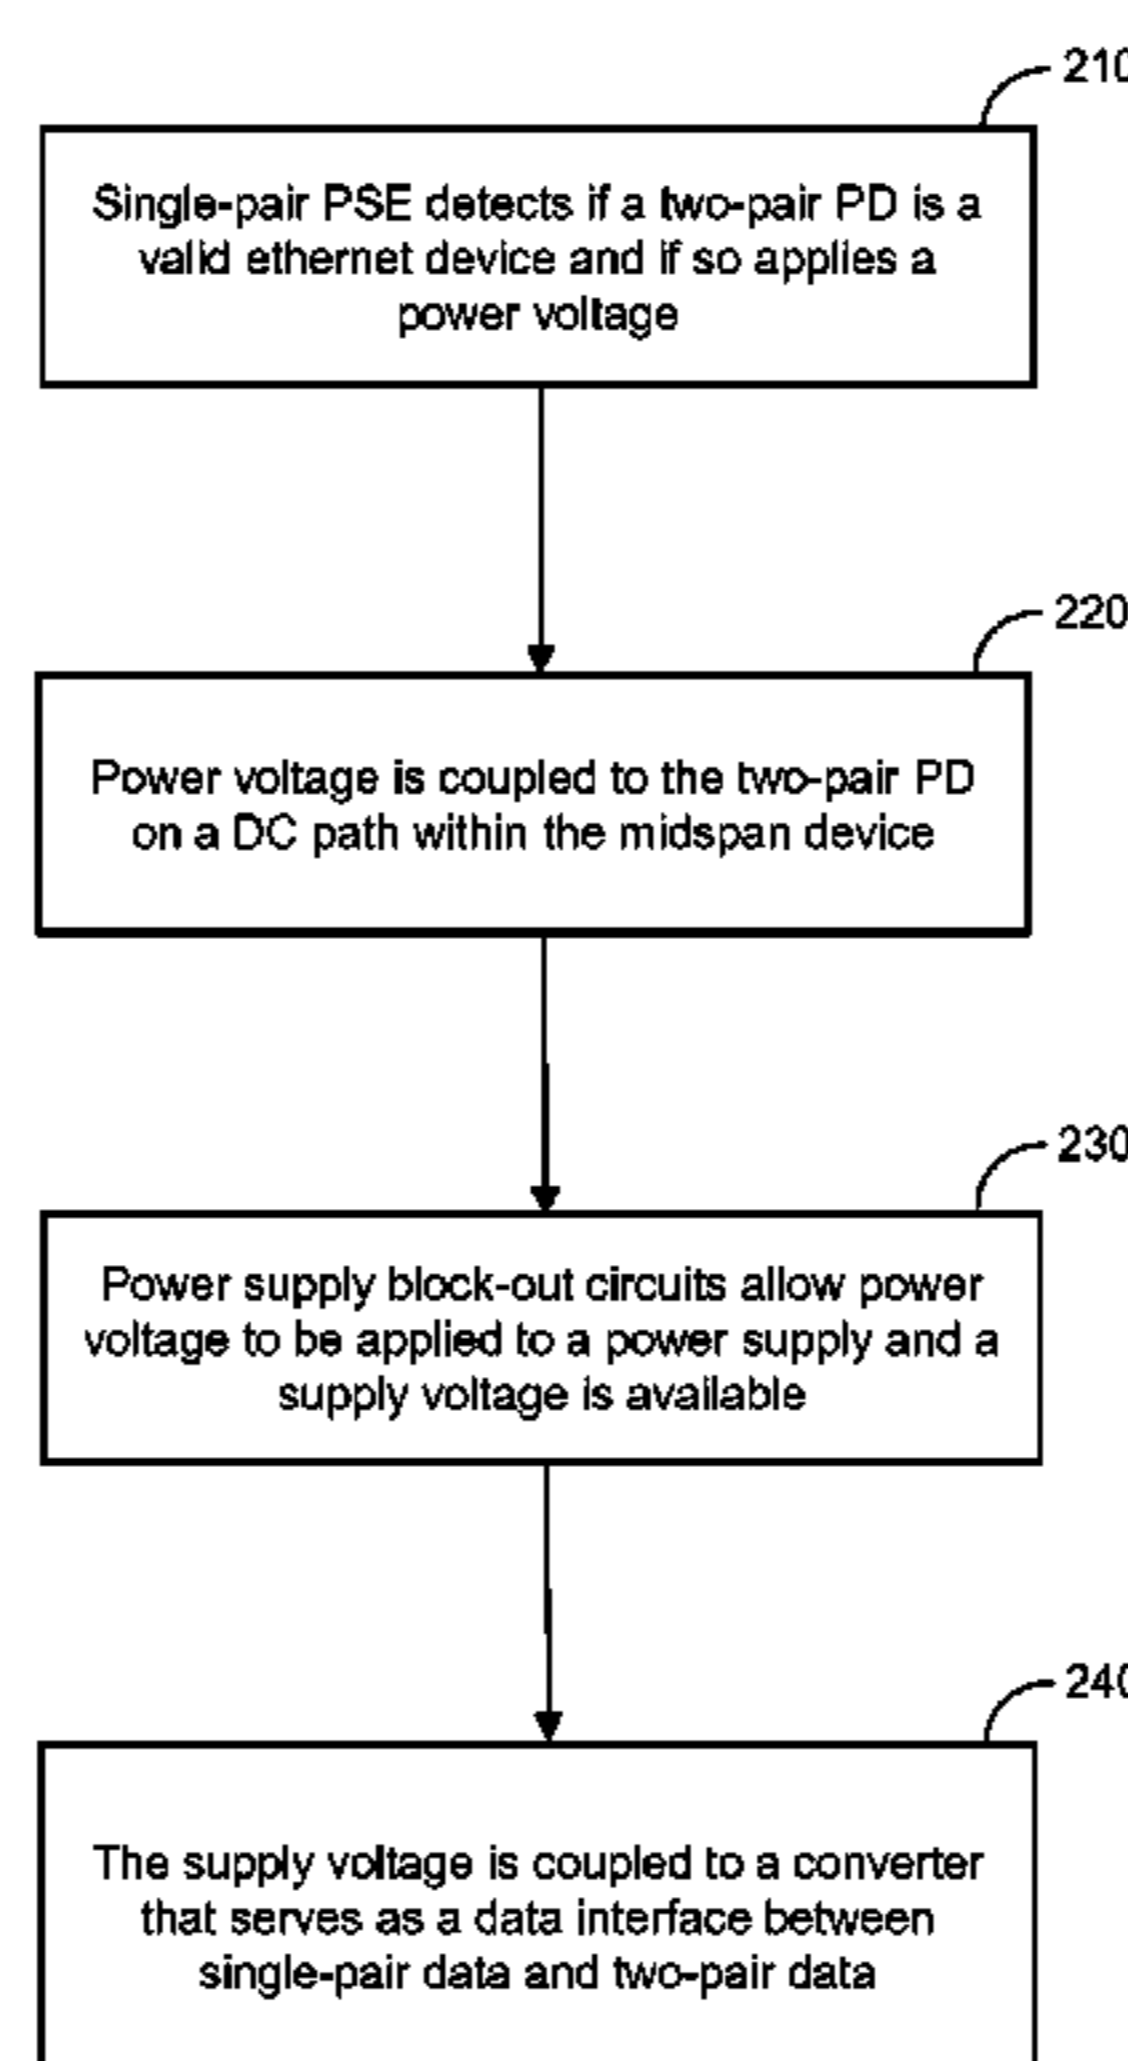 210
Single-pair PSE detects if a two-pair PD is a
valid ethernet device and if so applies a
power voltage
220
Power voltage is coupled to the two-pair PD
on a DC path within the midspan device
230
Power supply block-out circuits allow power
voltage to be applied to a power supply and a
supply voltage is available
240
The supply voltage is coupled to a converter
that serves as a data interface between
single-pair data and two-pair data